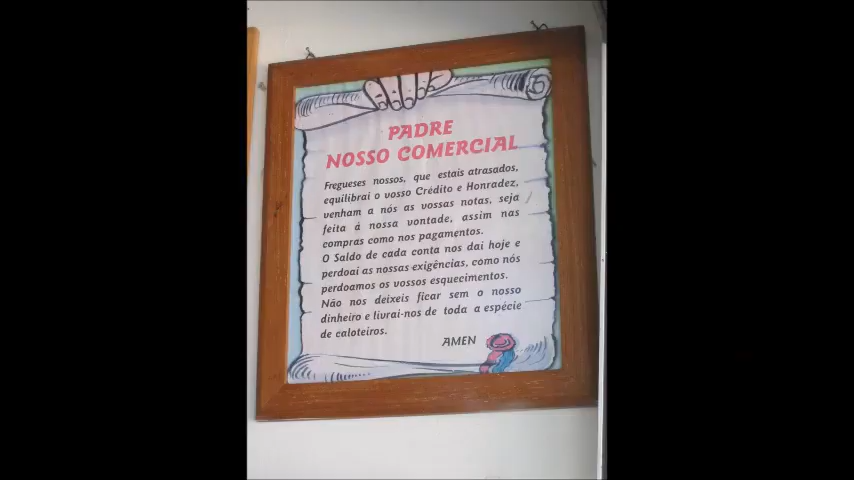 PADRE
NOSSO COMERCIAL
Fregueses nossos, que estais atrasados,
equilibrai o vosso Crédito e Honradez,
venham a nós as vossas notas, seja
feita à nossa vontade, assim nas
compras como nos pagamentos.
O Saldo de cada conta nos dai hoje e
perdoai as nossas exigências, como nós
perdoamos os vossos esquecimentos.
Não nos deixeis ficar sem o nosso
dinheiro e livrai-nos de toda a espécie
de caloteiros.
AMEN